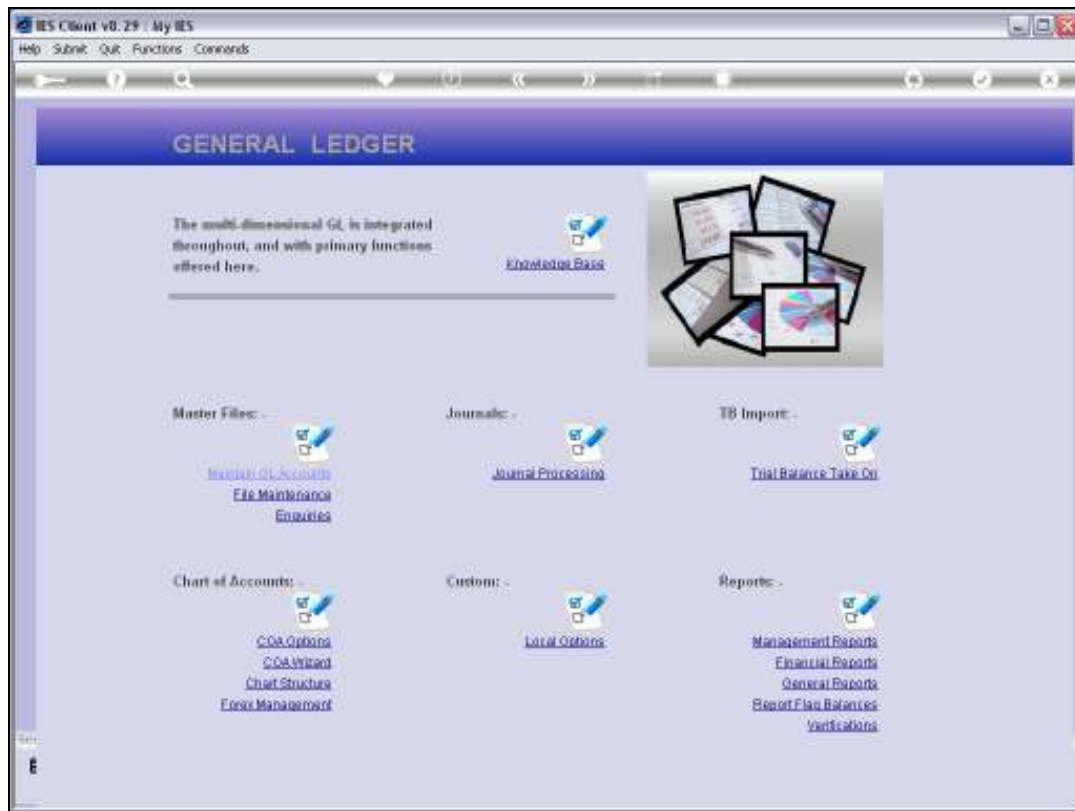 IES Client v8.29 : My IES
Help Submit Quit Functions Commands
GENERAL LEDGER
The multi-dimensional GL is integrated
throughout, and with primary functions
offered here.
Knowledge Base
Master Files: -
Journals: -
TB Import: -
Maintain GL Accounts
Journal Processing
Trial Balance Take On
File Maintenance
Enquiries
Chart of Accounts: -
Custom: -
Reports: -
COA Options
Local Options
Management Reports
COA Wizard
Financial Reports
Chart Structure
General Reports
Forex Management
Report Flag Balances
Verifications